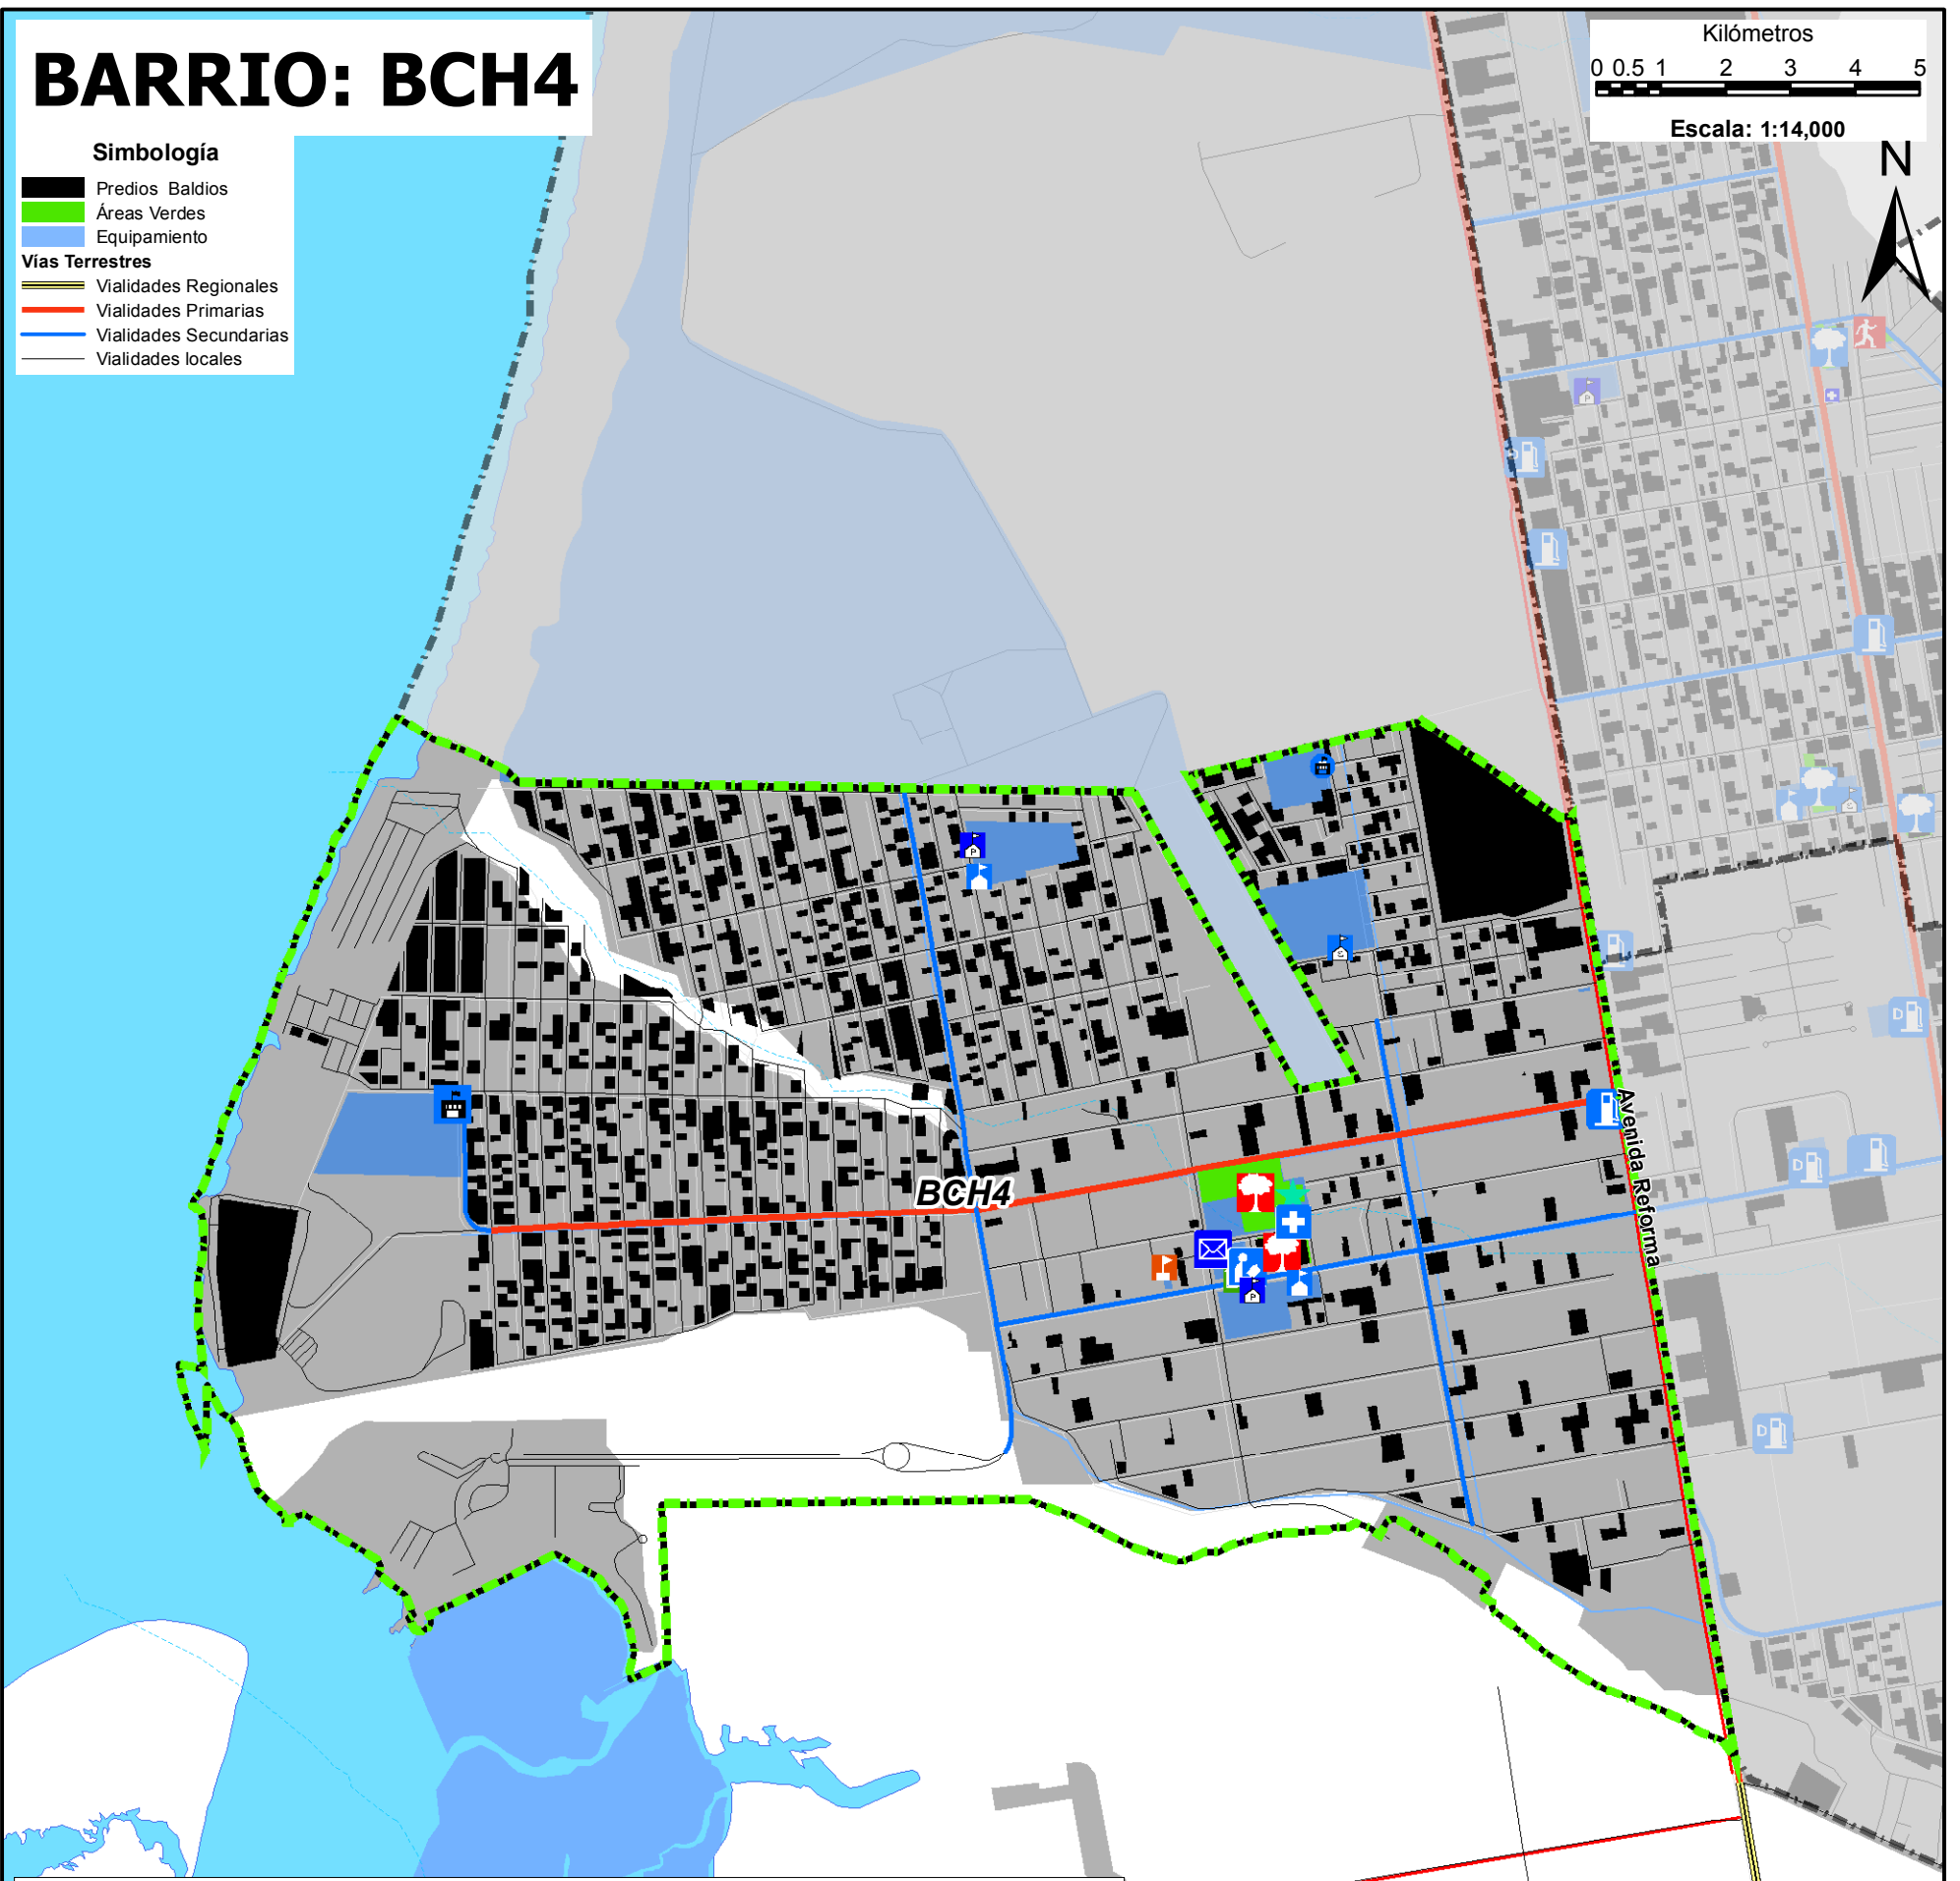 BARRIO: BCH4
Simbología
Predios Baldios
Áreas Verdes
Equipamiento
Vías Terrestres
Vialidades Regionales
Vialidades Primarias
Vialidades Secundarias
Vialidades locales
Kilómetros
0 0.5 1 2 3 4 5
Escala: 1:14,000
N
P
D
P
G
G
D
D
D
Avenida Reforma
BCH4
P